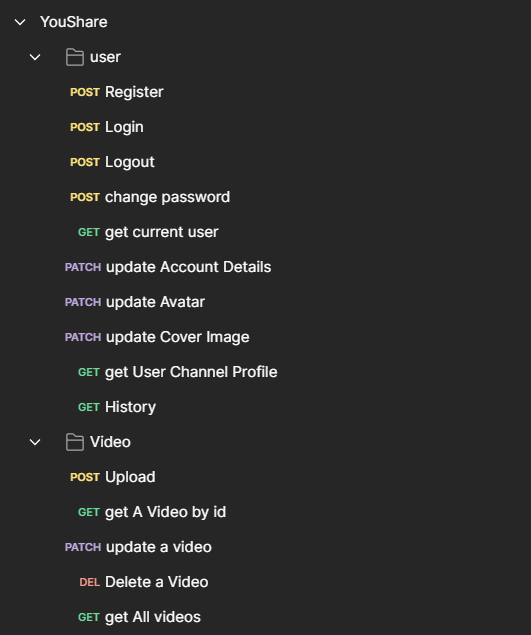 YouShare
user
POST Register
POST Login
POST Logout
POST change password
GET get current user
PATCH update Account Details
PATCH update Avatar
PATCH update Cover Image
GET get User Channel Profile
GET History
Video
POST Upload
GET get A Video by id
PATCH update a video
DEL Delete a Video
GET get All videos